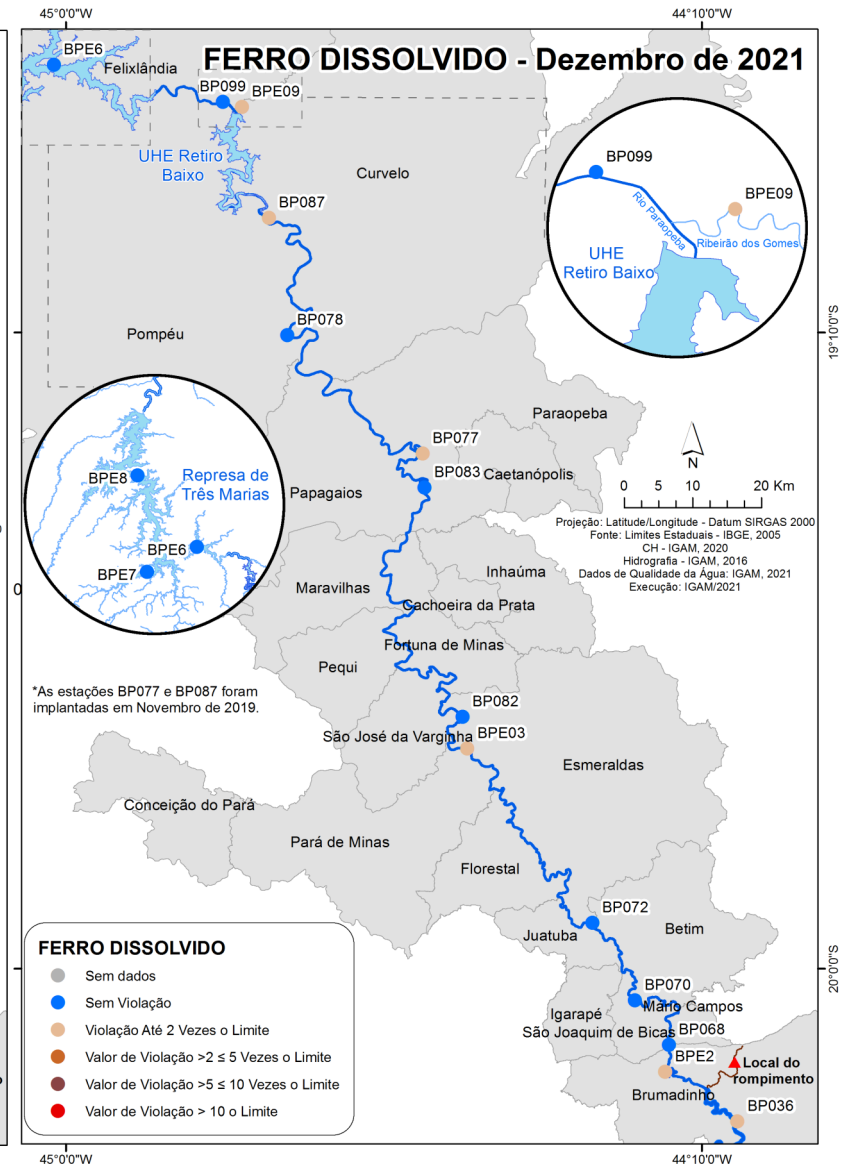 45°0'0"W
44°10'0"W
FERRO DISSOLVIDO - Dezembro de 2021
BPE6
Felixlândia
BP099
BPE09
UHE Retiro
Baixo
Curvelo
BP087
BP099
BPE09
Rio Paraopeba
Ribeirão dos Gomes
UHE
Retiro Baixo
BP078
Pompéu
19°10'0"S
Paraopeba
BP077
BP083
Caetanópolis
N
0 5 10 20 Km
Papagaios
BPE8
Represa de
Três Marias
BPE6
BPE7
Projeção: Latitude/Longitude - Datum SIRGAS 2000
Fonte: Limites Estaduais - IBGE, 2005
CH - IGAM, 2020
Hidrografia - IGAM, 2016
Dados de Qualidade da Água: IGAM, 2021
Execução: IGAM/2021
Inhaúma
Maravilhas
Cachoeira da Prata
Fortuna de Minas
Pequi
*As estações BP077 e BP087 foram
implantadas em Novembro de 2019.
BP082
São José da Varginha
BPE03
Esmeraldas
Conceição do Pará
Pará de Minas
Florestal
BP072
Juatuba
Betim
20°0'0"S
BP070
Mário Campos
Igarapé
São Joaquim de Bicas
BP068
BPE2
Local do
rompimento
Brumadinho
BP036
FERRO DISSOLVIDO
Sem dados
Sem Violação
Violação Até 2 Vezes o Limite
Valor de Violação >2 ≤ 5 Vezes o Limite
Valor de Violação >5 ≤ 10 Vezes o Limite
Valor de Violação > 10 o Limite
45°0'0"W
44°10'0"W